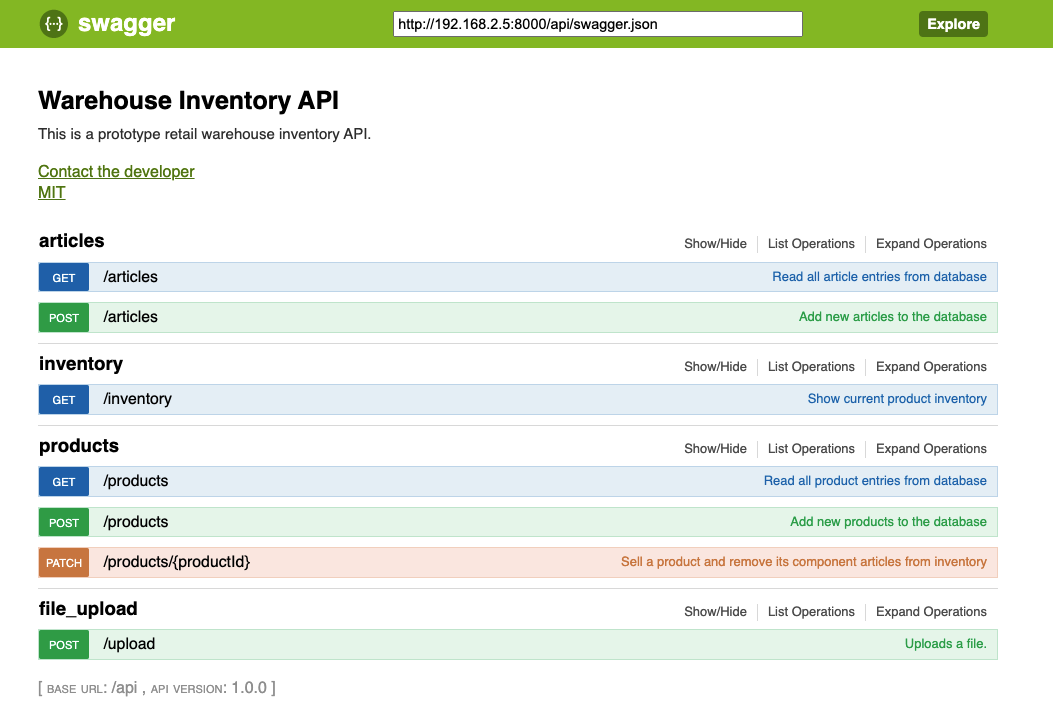 {···} swagger http://192.168.2.5:8000/api/swagger.json Explore
Warehouse Inventory API
This is a prototype retail warehouse inventory API.
Contact the developer
MIT
articles Show/Hide List Operations Expand Operations
GET /articles Read all article entries from database
POST /articles Add new articles to the database
inventory Show/Hide List Operations Expand Operations
GET /inventory Show current product inventory
products Show/Hide List Operations Expand Operations
GET /products Read all product entries from database
POST /products Add new products to the database
PATCH /products/{productId} Sell a product and remove its component articles from inventory
file_upload Show/Hide List Operations Expand Operations
POST /upload Uploads a file.
[ BASE URL: /api , API VERSION: 1.0.0 ]